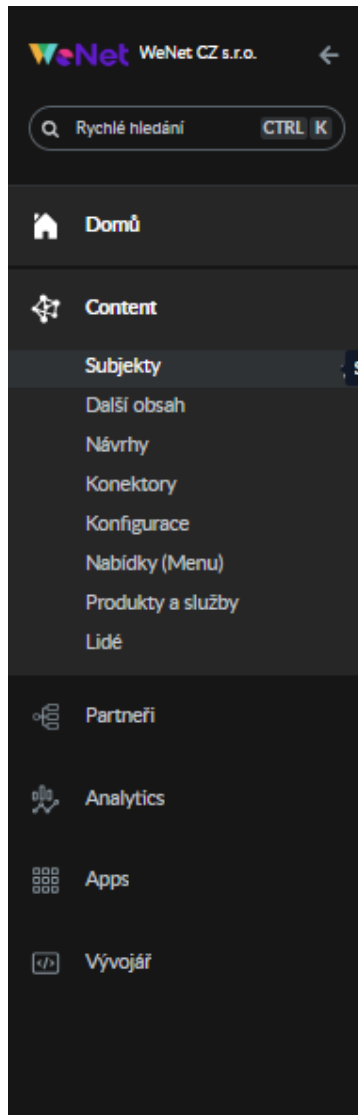 WeNet WeNet CZ s.r.o.
Rychlé hledání CTRL K
Domů
Content
Subjekty
Další obsah
Návrhy
Konektory
Konfigurace
Nabídky (Menu)
Produkty a služby
Lidé
Partneři
Analytics
Apps
Vývojář